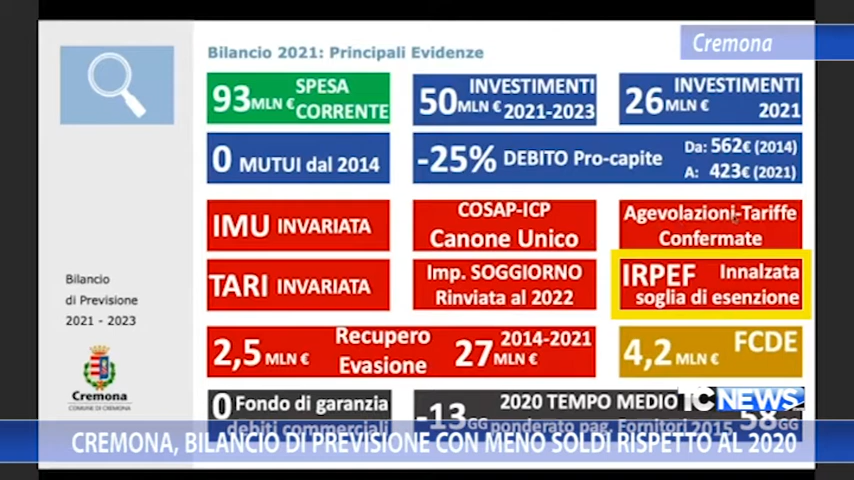 Bilancio 2021: Principali Evidenze
Cremona
93 MLN € SPESA CORRENTE
50 MLN € INVESTIMENTI 2021-2023
26 MLN € INVESTIMENTI 2021
0 MUTUI dal 2014
-25% DEBITO Pro-capite
Da: 562€ (2014)
A: 423€ (2021)
IMU INVARIATA
COSAP-ICP
Canone Unico
Agevolazioni-Tariffe
Confermate
TARI INVARIATA
Imp. SOGGIORNO
Rinviata al 2022
IRPEF Innalzata
soglia di esenzione
Bilancio
di Previsione
2021 - 2023
2,5 MLN € Recupero Evasione 27 MLN € 2014-2021
4,2 MLN € FCDE
Cremona
COMUNE DI CREMONA
0 Fondo di garanzia
debiti commerciali
-13 GG 2020 TEMPO MEDIO
ponderato pag. Fornitori 2015 58 GG
TC NEWS
CREMONA, BILANCIO DI PREVISIONE CON MENO SOLDI RISPETTO AL 2020